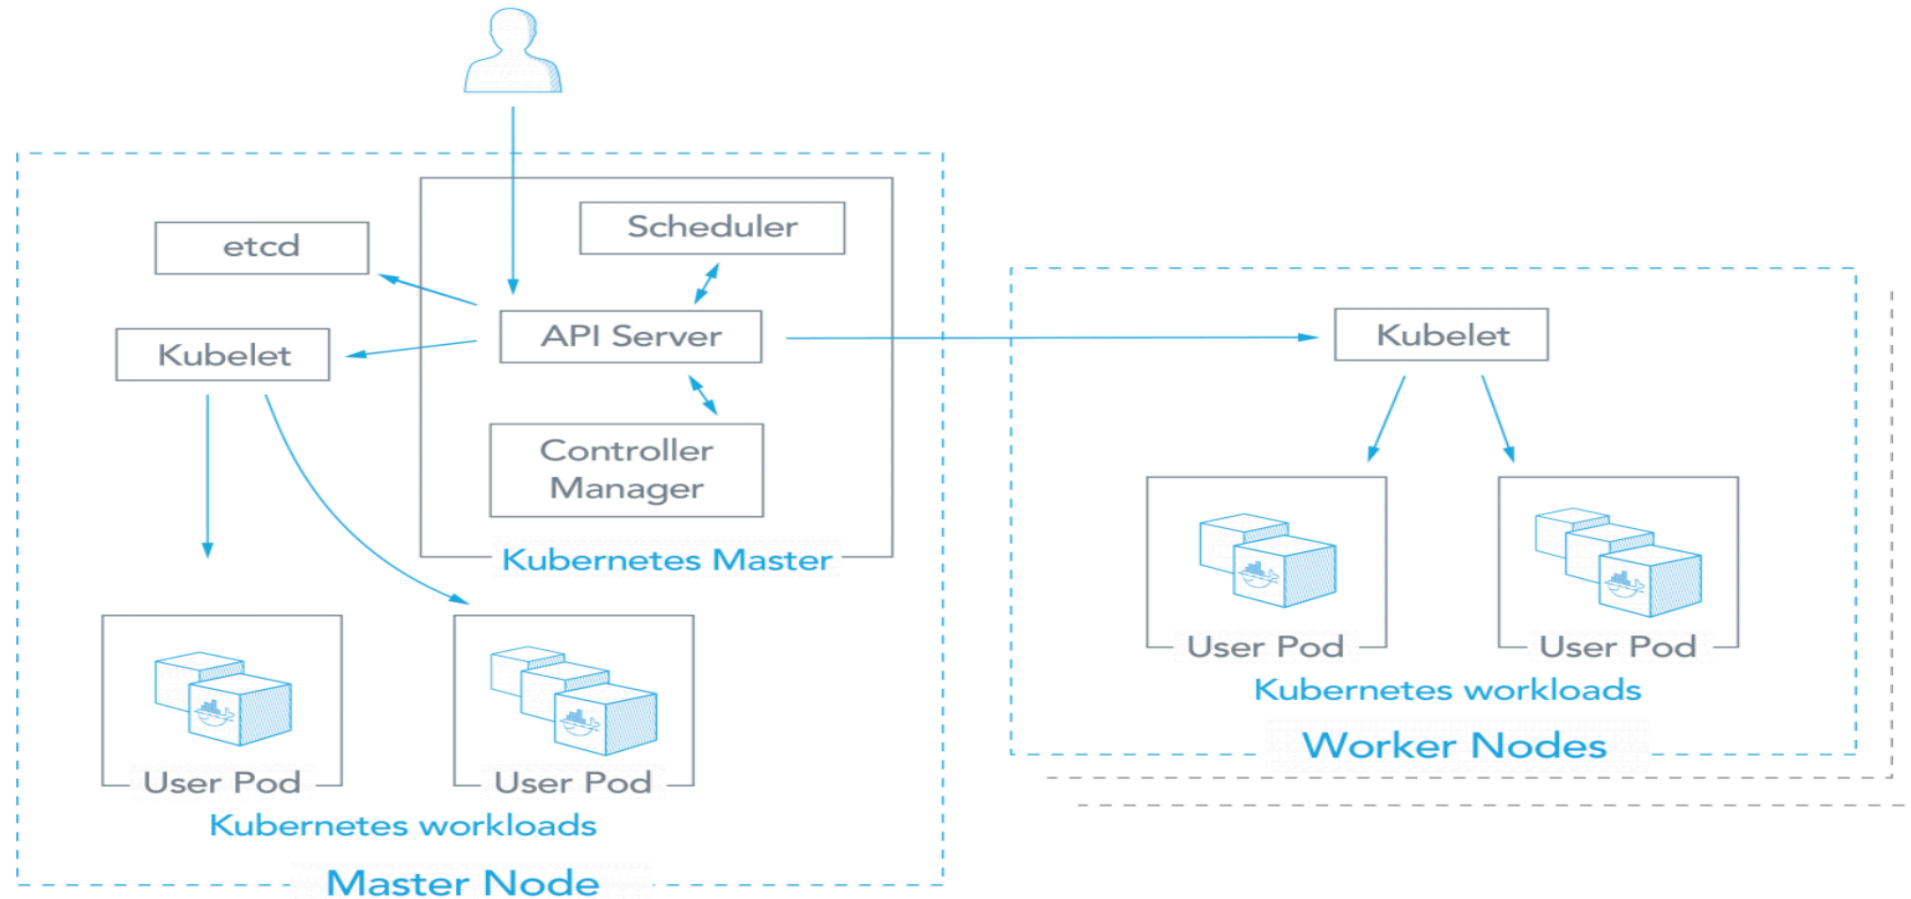 etcd
Scheduler
API Server
Kubelet
Controller
Manager
Kubernetes Master
User Pod
User Pod
Kubernetes workloads
Master Node
Kubelet
User Pod
User Pod
Kubernetes workloads
Worker Nodes